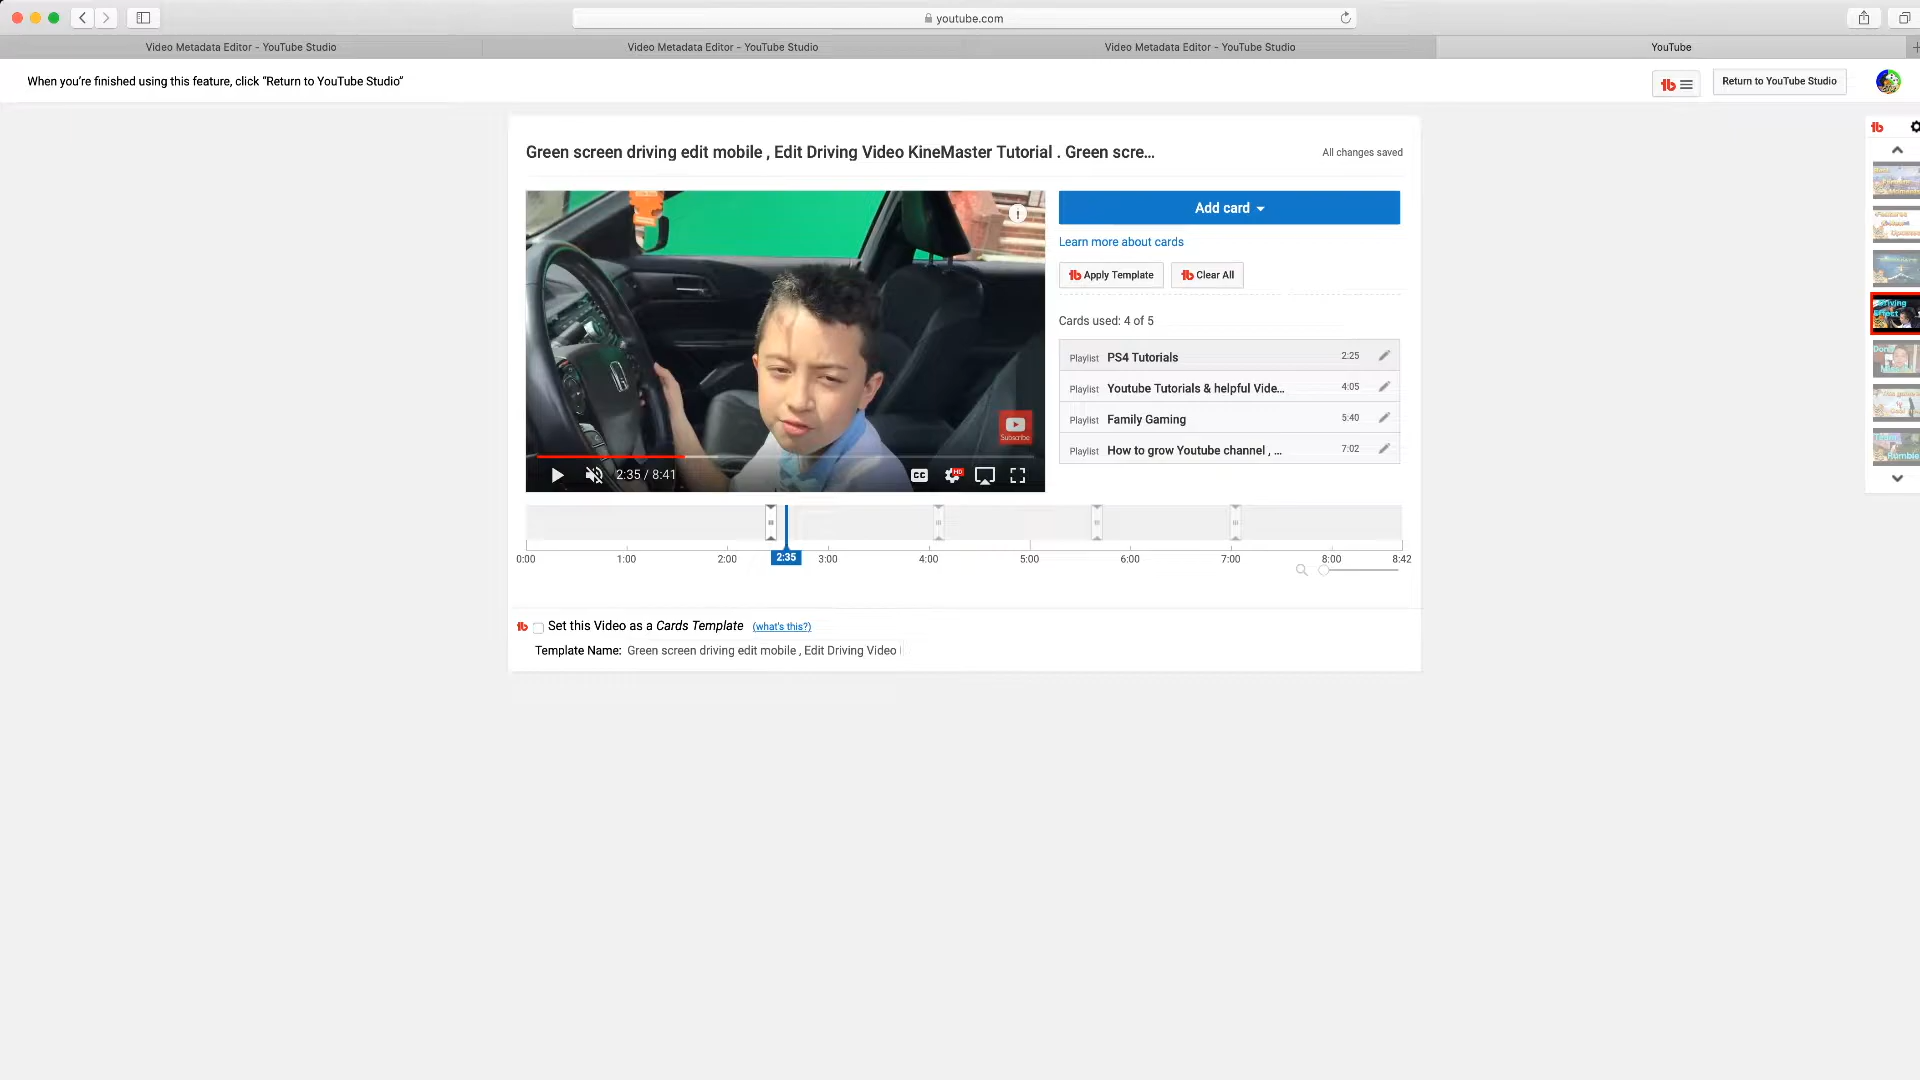 youtube.com
Video Metadata Editor - YouTube Studio
Video Metadata Editor - YouTube Studio
Video Metadata Editor - YouTube Studio
YouTube
When you're finished using this feature, click “Return to YouTube Studio”
Return to YouTube Studio
Green screen driving edit mobile , Edit Driving Video KineMaster Tutorial . Green scre...
All changes saved
Add card
Learn more about cards
Apply Template
Clear All
Cards used: 4 of 5
Playlist PS4 Tutorials 2:25
Playlist Youtube Tutorials & helpful Vide... 4:05
Playlist Family Gaming 5:40
Playlist How to grow Youtube channel , ... 7:02
Subscribe
2:35 / 8:41
CC
HD
0:00 1:00 2:00 2:35 3:00 4:00 5:00 6:00 7:00 8:00 8:42
Set this Video as a Cards Template (what's this?)
Template Name: Green screen driving edit mobile , Edit Driving Video
Driving
Effect
Rumble